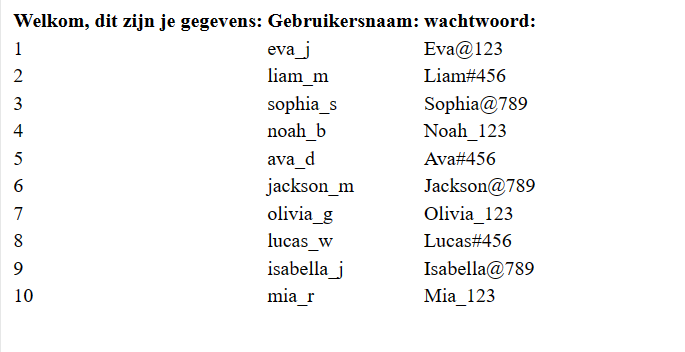 Welkom, dit zijn je gegevens: Gebruikersnaam: wachtwoord:
1 eva_j Eva@123
2 liam_m Liam#456
3 sophia_s Sophia@789
4 noah_b Noah_123
5 ava_d Ava#456
6 jackson_m Jackson@789
7 olivia_g Olivia_123
8 lucas_w Lucas#456
9 isabella_j Isabella@789
10 mia_r Mia_123